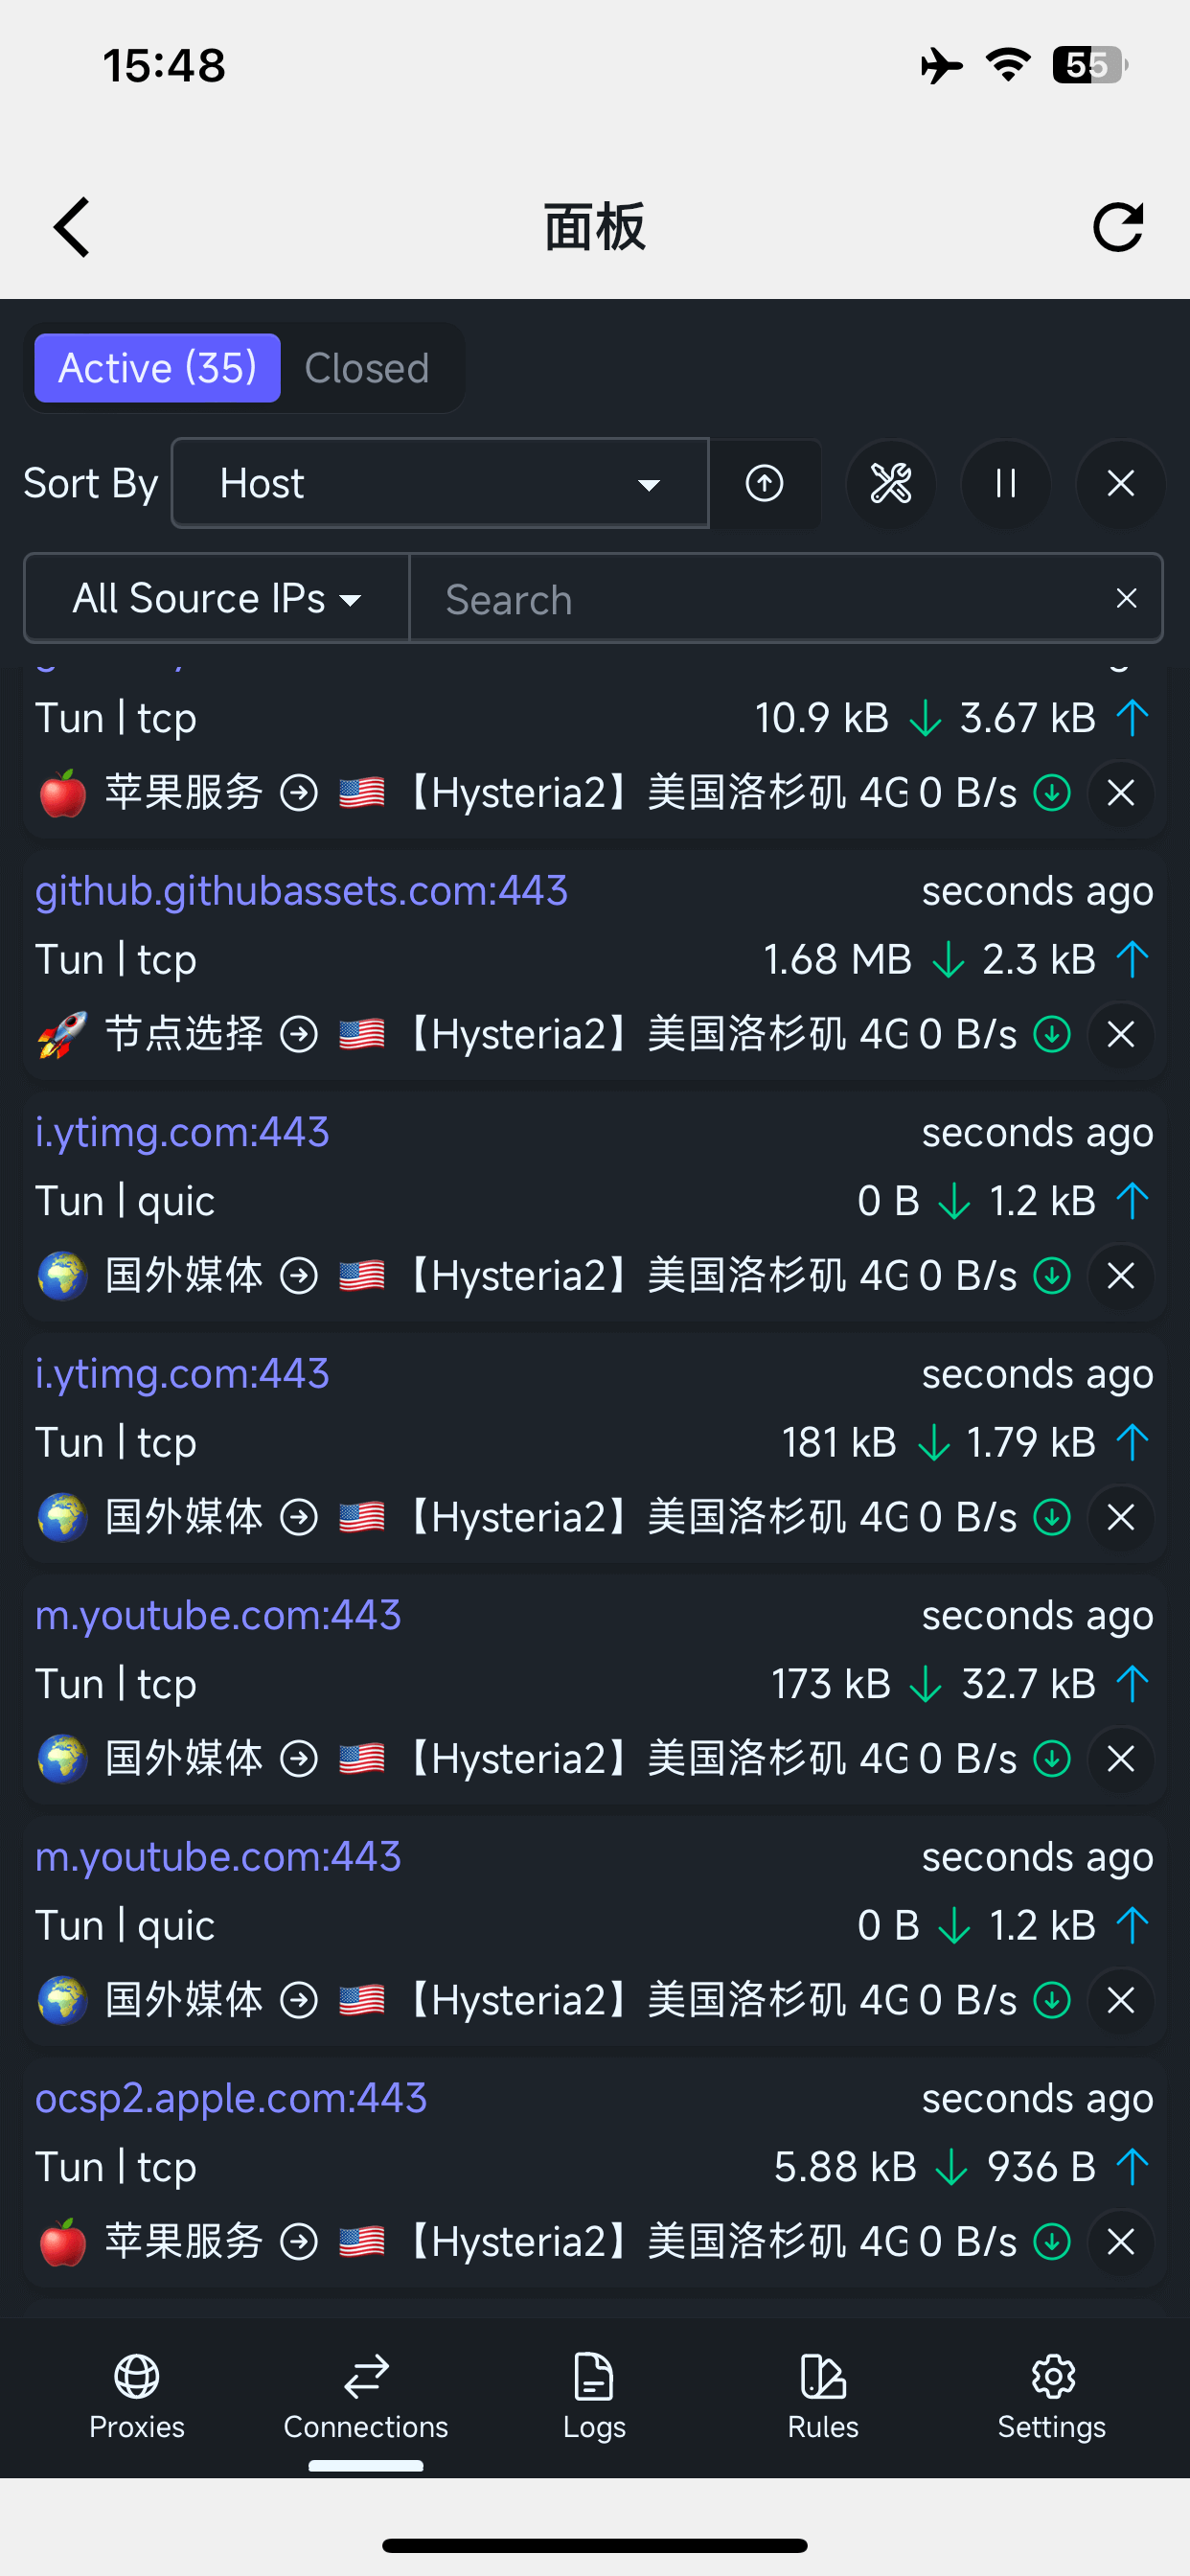 15:48
55
面板
Active (35) Closed
Sort By Host
All Source IPs Search
Tun | tcp 10.9 kB 3.67 kB
苹果服务 【Hysteria2】美国洛杉矶 4G 0 B/s
github.githubassets.com:443 seconds ago
Tun | tcp 1.68 MB 2.3 kB
节点选择 【Hysteria2】美国洛杉矶 4G 0 B/s
i.ytimg.com:443 seconds ago
Tun | quic 0 B 1.2 kB
国外媒体 【Hysteria2】美国洛杉矶 4G 0 B/s
i.ytimg.com:443 seconds ago
Tun | tcp 181 kB 1.79 kB
国外媒体 【Hysteria2】美国洛杉矶 4G 0 B/s
m.youtube.com:443 seconds ago
Tun | tcp 173 kB 32.7 kB
国外媒体 【Hysteria2】美国洛杉矶 4G 0 B/s
m.youtube.com:443 seconds ago
Tun | quic 0 B 1.2 kB
国外媒体 【Hysteria2】美国洛杉矶 4G 0 B/s
ocsp2.apple.com:443 seconds ago
Tun | tcp 5.88 kB 936 B
苹果服务 【Hysteria2】美国洛杉矶 4G 0 B/s
Proxies Connections Logs Rules Settings